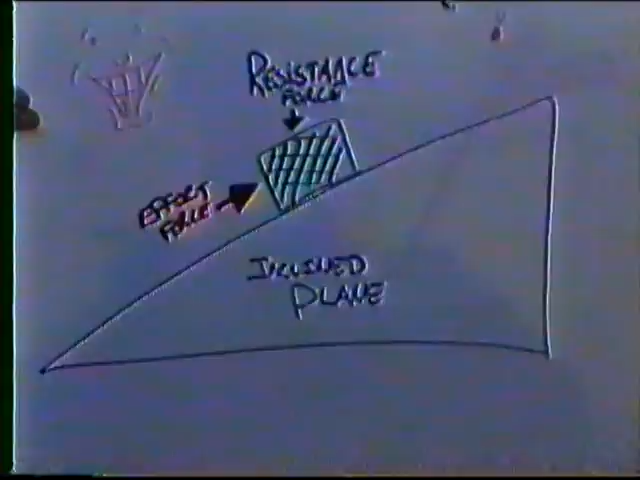 RESISTANCE
FORCE
EFFORT
FORCE
INCLINED
PLANE